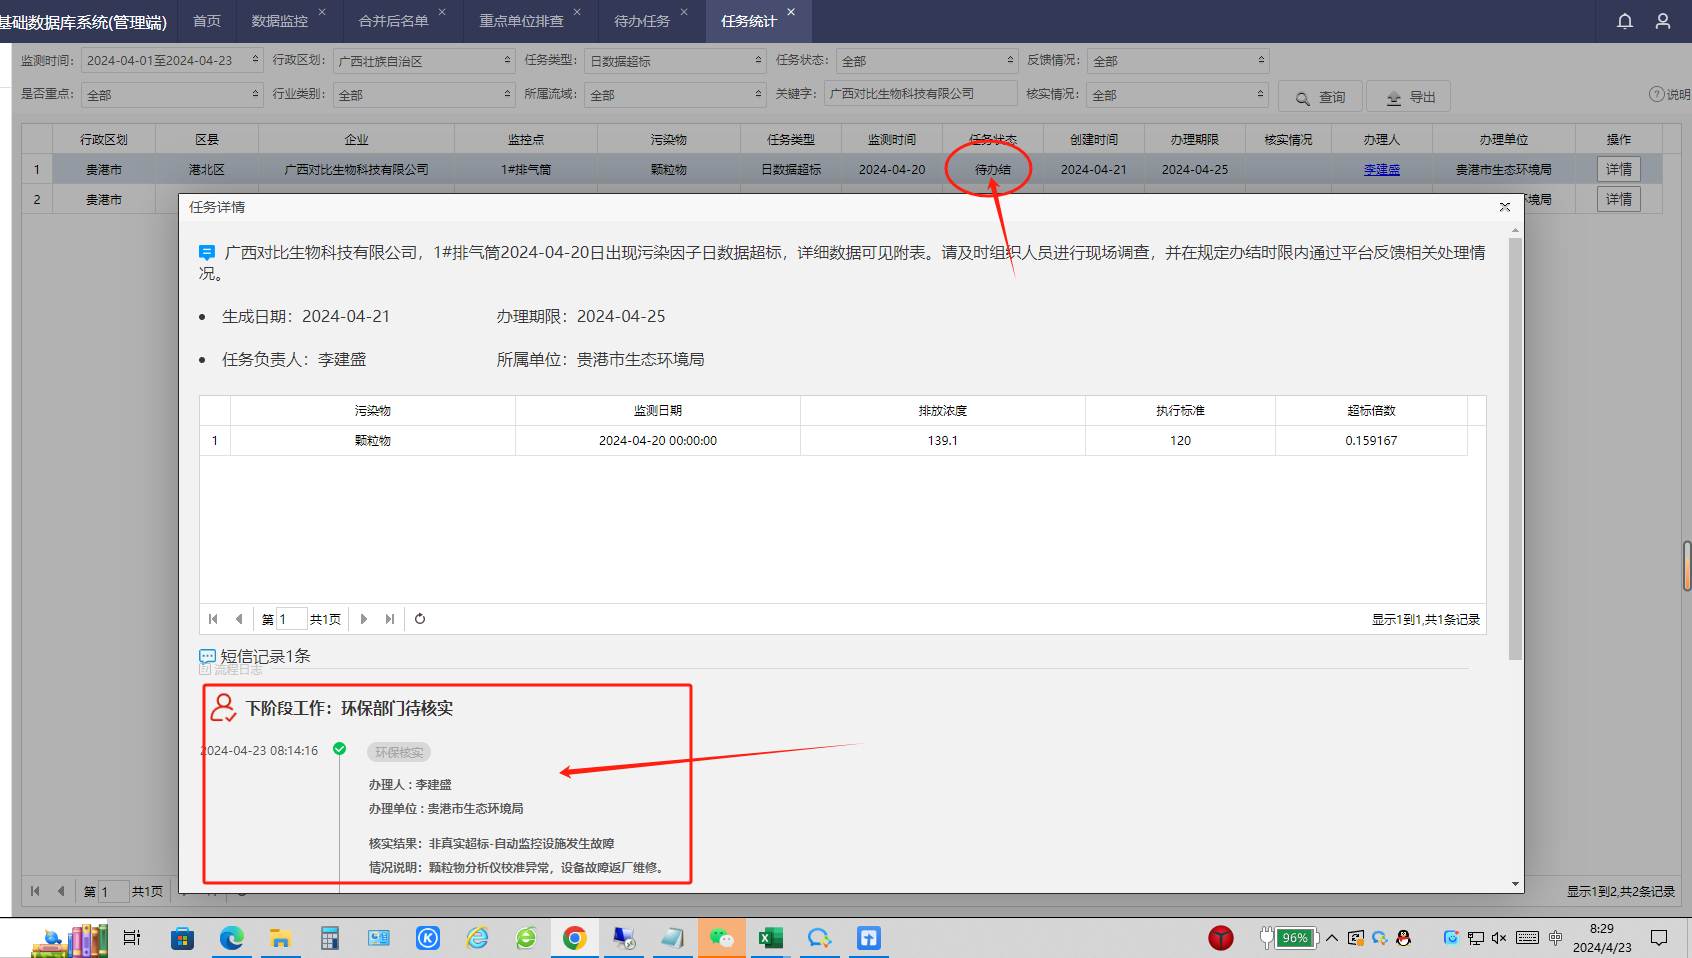 基础数据库系统(管理端) 首页 数据监控 合并后名单 重点单位排查 待办任务 任务统计
监测时间: 2024-04-01至2024-04-23 行政区划: 广西壮族自治区 任务类型: 日数据超标 任务状态: 全部 反馈情况: 全部
是否重点: 全部 行业类别: 全部 所属流域: 全部 关键字: 广西对比生物科技有限公司 核实情况: 全部 查询 导出 说明
行政区划 区县 企业 监控点 污染物 任务类型 监测时间 任务状态 创建时间 办理期限 核实情况 办理人 办理单位 操作
1 贵港市 港北区 广西对比生物科技有限公司 1#排气筒 颗粒物 日数据超标 2024-04-20 待办结 2024-04-21 2024-04-25 李建盛 贵港市生态环境局 详情
2 贵港市 境局 详情
任务详情
广西对比生物科技有限公司，1#排气筒2024-04-20日出现污染因子日数据超标，详细数据可见附表。请及时组织人员进行现场调查，并在规定办结时限内通过平台反馈相关处理情
况。
生成日期：2024-04-21 办理期限：2024-04-25
任务负责人：李建盛 所属单位：贵港市生态环境局
污染物 监测日期 排放浓度 执行标准 超标倍数
1 颗粒物 2024-04-20 00:00:00 139.1 120 0.159167
第 1 共1页 显示1到1,共1条记录
短信记录1条
流程日志
下阶段工作：环保部门待核实
2024-04-23 08:14:16 环保核实
办理人：李建盛
办理单位：贵港市生态环境局
核实结果：非真实超标-自动监控设施发生故障
情况说明：颗粒物分析仪校准异常，设备故障返厂维修。
第 1 共1页 显示1到2,共2条记录
96% 中 8:29
2024/4/23